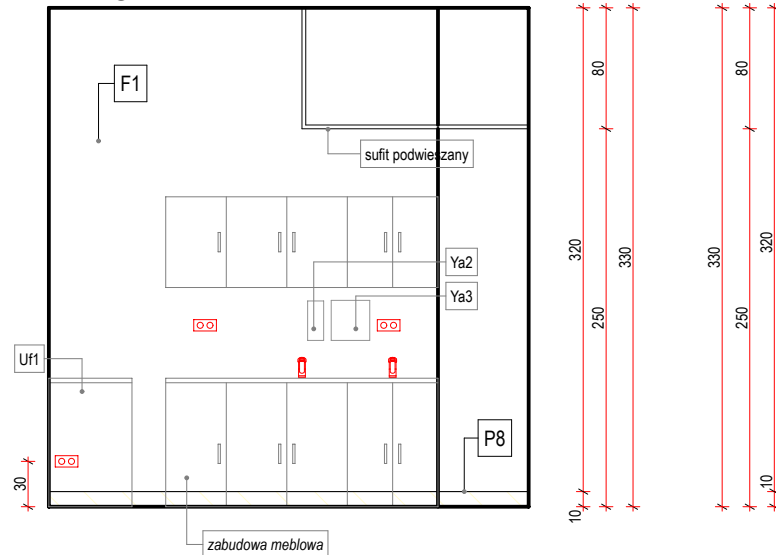 F1
80
80
sufit podwieszany
320
250
330
330
250
320
Ya2
Ya3
Uf1
P8
30
10
10
zabudowa meblowa